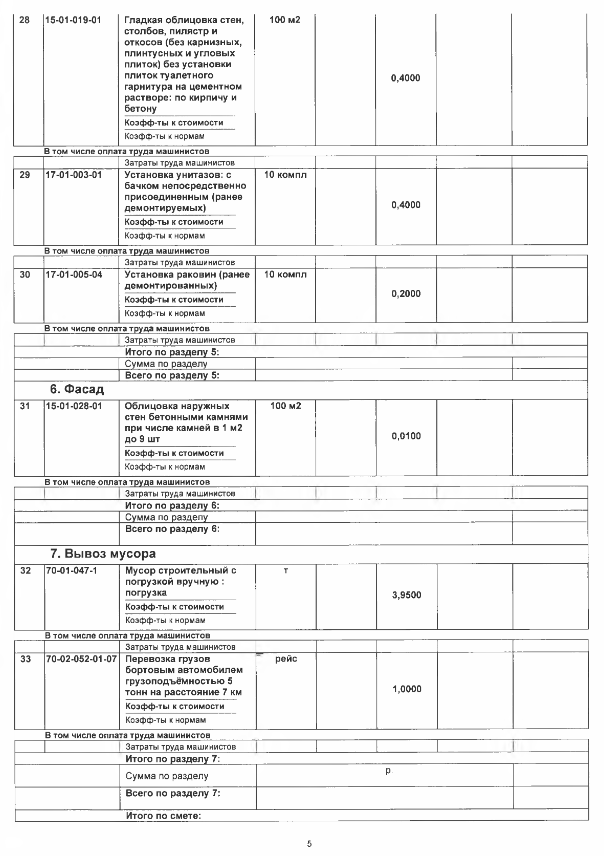 28 15-01-019-01 Гладкая облицовка стен, 100 м2
столбов, пилястр и
откосов (без карнизных,
плинтусных и угловых
плиток) без установки
плиток туалетного 0,4000
гарнитура на цементном
растворе: по кирпичу и
бетону
Коэфф-ты к стоимости
Коэфф-ты к нормам
В том числе оплата труда машинистов
Затраты труда машинистов
29 17-01-003-01 Установка унитазов: с 10 компл
бачком непосредственно
присоединенным (ранее
демонтируемых) 0,4000
Коэфф-ты к стоимости
Коэфф-ты к нормам
В том числе оплата труда машинистов
Затраты труда машинистов
30 17-01-005-04 Установка раковин (ранее 10 компл
демонтированных)
0,2000
Коэфф-ты к стоимости
Коэфф-ты к нормам
В том числе оплата труда машинистов
Затраты труда машинистов
Итого по разделу 5:
Сумма по разделу
Всего по разделу 5:
6. Фасад
31 15-01-028-01 Облицовка наружных 100 м2
стен бетонными камнями
при числе камней в 1 м2
до 9 шт 0,0100
Коэфф-ты к стоимости
Коэфф-ты к нормам
В том числе оплата труда машинистов
Затраты труда машинистов
Итого по разделу 6:
Сумма по разделу
Всего по разделу 6:
7. Вывоз мусора
32 70-01-047-1 Мусор строительный с т
погрузкой вручную :
погрузка 3,9500
Коэфф-ты к стоимости
Коэфф-ты к нормам
В том числе оплата труда машинистов
Затраты труда машинистов
33 70-02-052-01-07 Перевозка грузов рейс
бортовым автомобилем
грузоподъёмностью 5
тонн на расстояние 7 км 1,0000
Коэфф-ты к стоимости
Коэфф-ты к нормам
В том числе оплата труда машинистов
Затраты труда машинистов
Итого по разделу 7:
Сумма по разделу р.
Всего по разделу 7:
Итого по смете:
5